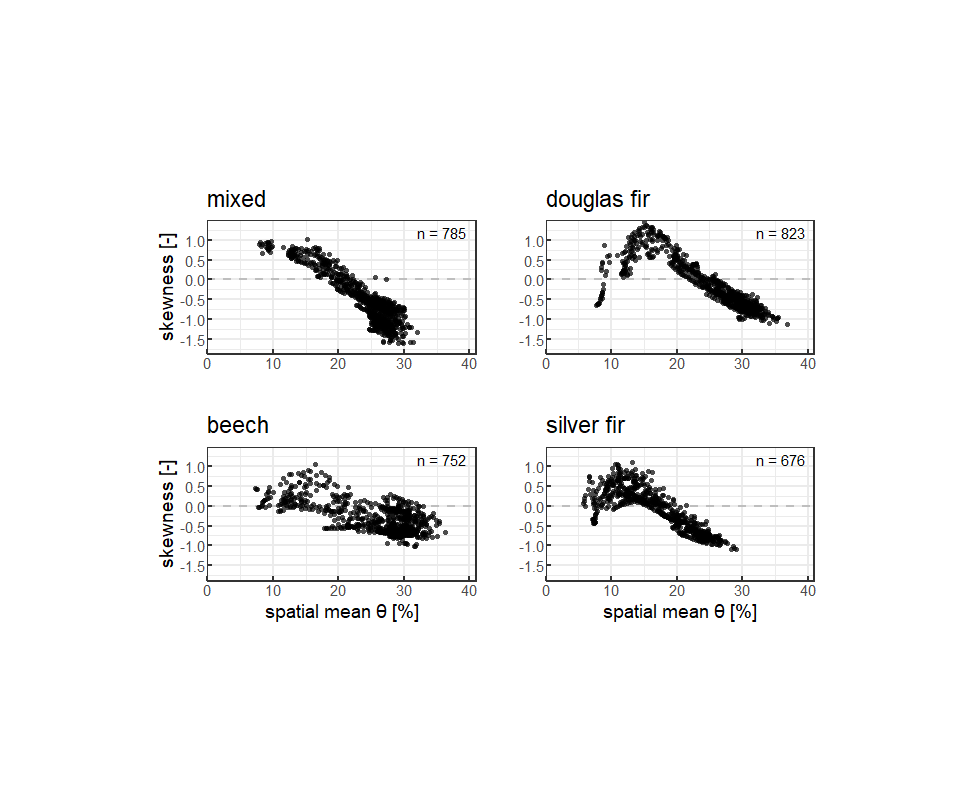 mixed
douglas fir
n = 785
n = 823
skewness [-]
1.0
0.5
0.0
-0.5
-1.0
-1.5
0 10 20 30 40
1.0
0.5
0.0
-0.5
-1.0
-1.5
0 10 20 30 40
beech
silver fir
n = 752
n = 676
skewness [-]
1.0
0.5
0.0
-0.5
-1.0
-1.5
0 10 20 30 40
spatial mean θ [%]
1.0
0.5
0.0
-0.5
-1.0
-1.5
0 10 20 30 40
spatial mean θ [%]